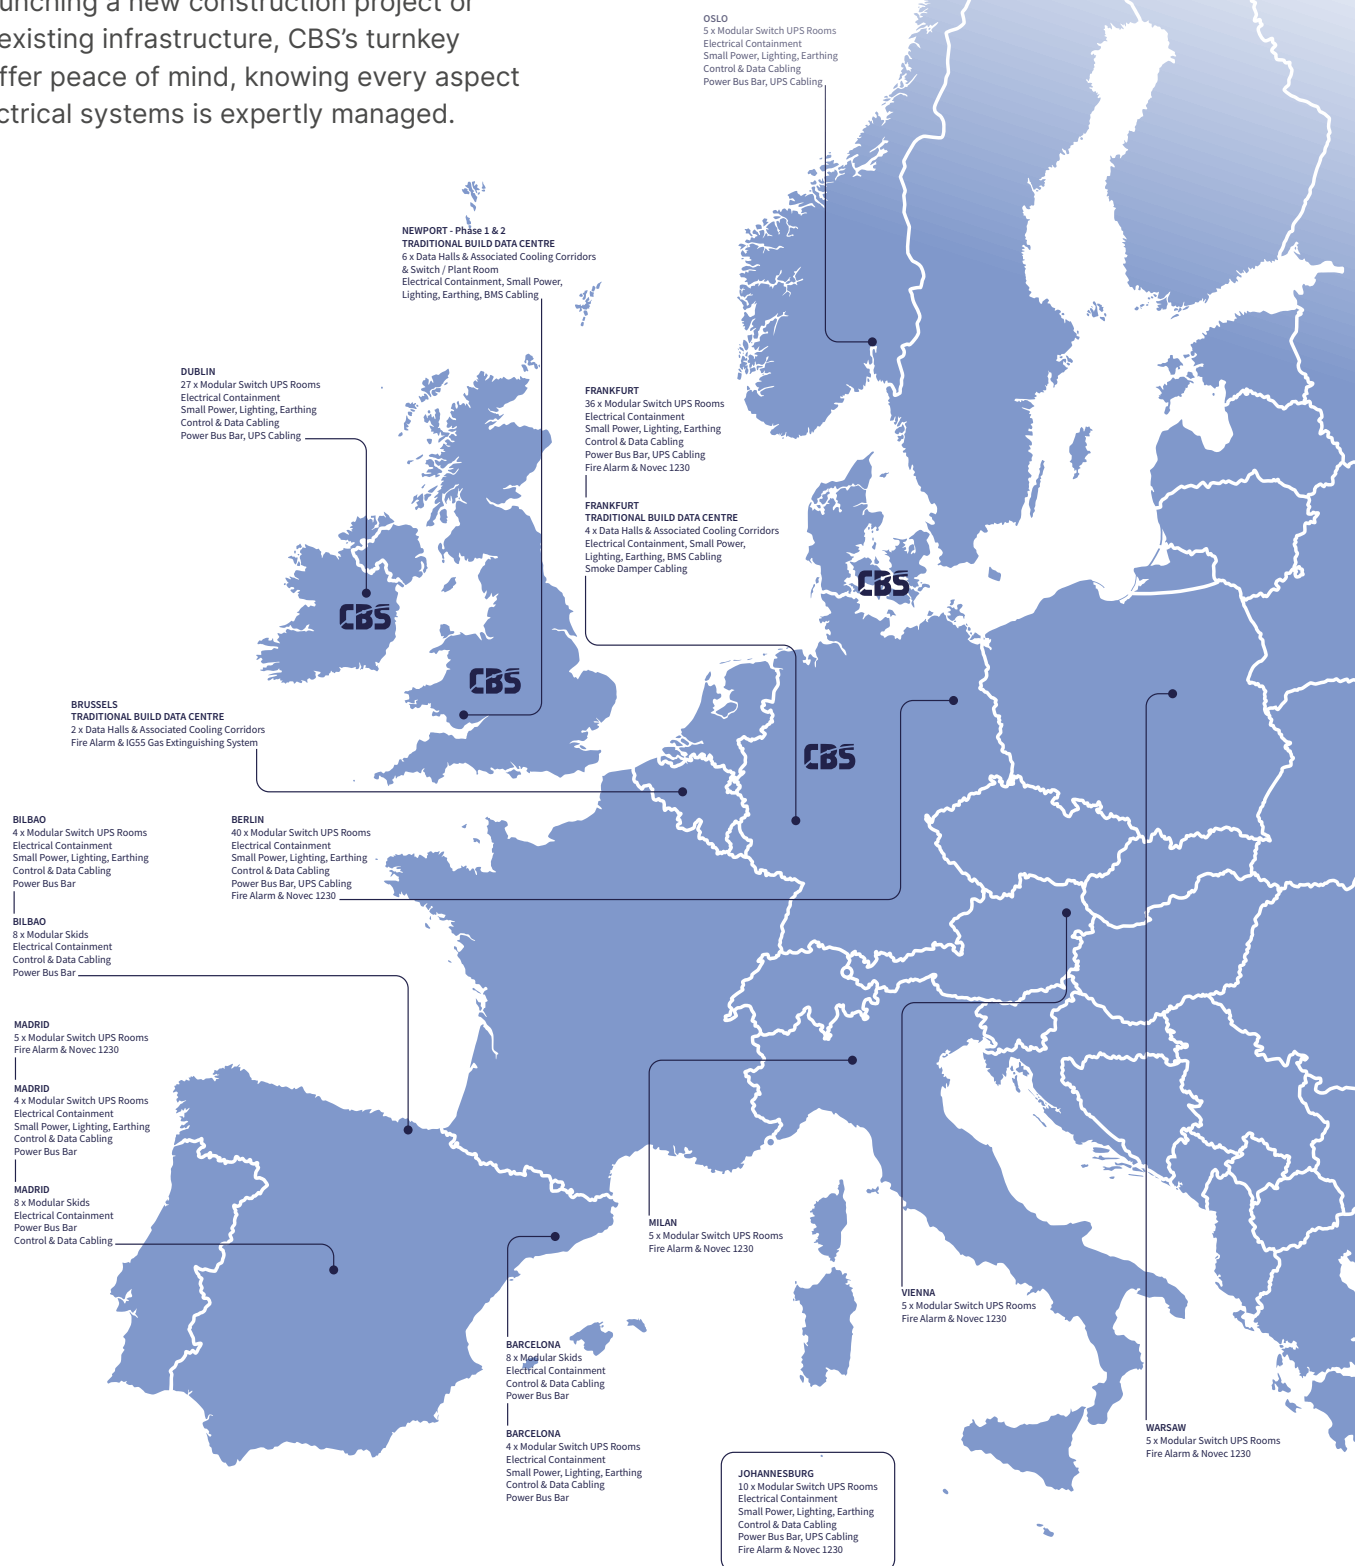 unching a new construction project or
existing infrastructure, CBS's turnkey
ffer peace of mind, knowing every aspect
ctrical systems is expertly managed.
OSLO
5 x Modular Switch UPS Rooms
Electrical Containment
Small Power, Lighting, Earthing
Control & Data Cabling
Power Bus Bar, UPS Cabling
NEWPORT - Phase 1 & 2
TRADITIONAL BUILD DATA CENTRE
6 x Data Halls & Associated Cooling Corridors
& Switch / Plant Room
Electrical Containment, Small Power,
Lighting, Earthing, BMS Cabling
DUBLIN
27 x Modular Switch UPS Rooms
Electrical Containment
Small Power, Lighting, Earthing
Control & Data Cabling
Power Bus Bar, UPS Cabling
FRANKFURT
36 x Modular Switch UPS Rooms
Electrical Containment
Small Power, Lighting, Earthing
Control & Data Cabling
Power Bus Bar, UPS Cabling
Fire Alarm & Novec 1230
FRANKFURT
TRADITIONAL BUILD DATA CENTRE
4 x Data Halls & Associated Cooling Corridors
Electrical Containment, Small Power,
Lighting, Earthing, BMS Cabling
Smoke Damper Cabling
CBS
CBS
CBS
CBS
BRUSSELS
TRADITIONAL BUILD DATA CENTRE
2 x Data Halls & Associated Cooling Corridors
Fire Alarm & IG55 Gas Extinguishing System
BILBAO
4 x Modular Switch UPS Rooms
Electrical Containment
Small Power, Lighting, Earthing
Control & Data Cabling
Power Bus Bar
BERLIN
40 x Modular Switch UPS Rooms
Electrical Containment
Small Power, Lighting, Earthing
Control & Data Cabling
Power Bus Bar, UPS Cabling
Fire Alarm & Novec 1230
BILBAO
8 x Modular Skids
Electrical Containment
Control & Data Cabling
Power Bus Bar
MADRID
5 x Modular Switch UPS Rooms
Fire Alarm & Novec 1230
MADRID
4 x Modular Switch UPS Rooms
Electrical Containment
Small Power, Lighting, Earthing
Control & Data Cabling
Power Bus Bar
MADRID
8 x Modular Skids
Electrical Containment
Power Bus Bar
Control & Data Cabling
MILAN
5 x Modular Switch UPS Rooms
Fire Alarm & Novec 1230
VIENNA
5 x Modular Switch UPS Rooms
Fire Alarm & Novec 1230
BARCELONA
8 x Modular Skids
Electrical Containment
Control & Data Cabling
Power Bus Bar
BARCELONA
4 x Modular Switch UPS Rooms
Electrical Containment
Small Power, Lighting, Earthing
Control & Data Cabling
Power Bus Bar
WARSAW
5 x Modular Switch UPS Rooms
Fire Alarm & Novec 1230
JOHANNESBURG
10 x Modular Switch UPS Rooms
Electrical Containment
Small Power, Lighting, Earthing
Control & Data Cabling
Power Bus Bar, UPS Cabling
Fire Alarm & Novec 1230